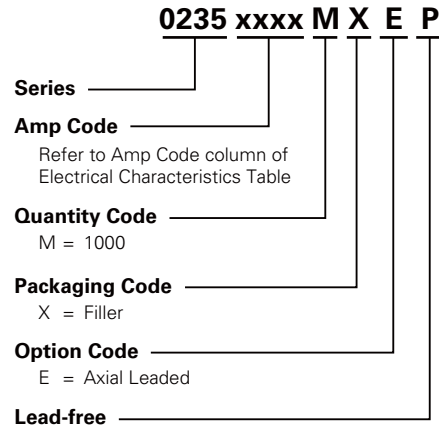 0235 xxxx M X E P
Series
Amp Code
Refer to Amp Code column of
Electrical Characteristics Table
Quantity Code
M = 1000
Packaging Code
X = Filler
Option Code
E = Axial Leaded
Lead-free